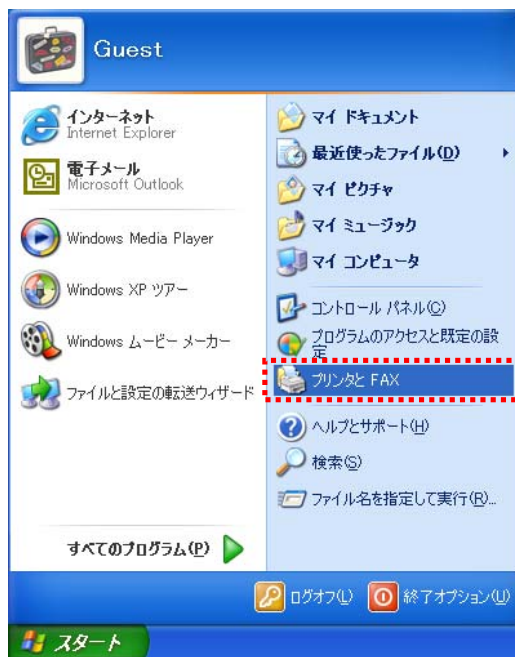 Guest
インターネット
Internet Explorer
電子メール
Microsoft Outlook
Windows Media Player
Windows XP ツアー
Windows ムービー メーカー
ファイルと設定の転送ウィザード
すべてのプログラム(P)
マイ ドキュメント
最近使ったファイル(D)
マイ ピクチャ
マイ ミュージック
マイ コンピュータ
コントロール パネル(C)
プログラムのアクセスと既定の設
定
プリンタと FAX
ヘルプとサポート(H)
検索(S)
ファイル名を指定して実行(R)...
ログオフ(L)
終了オプション(U)
スタート